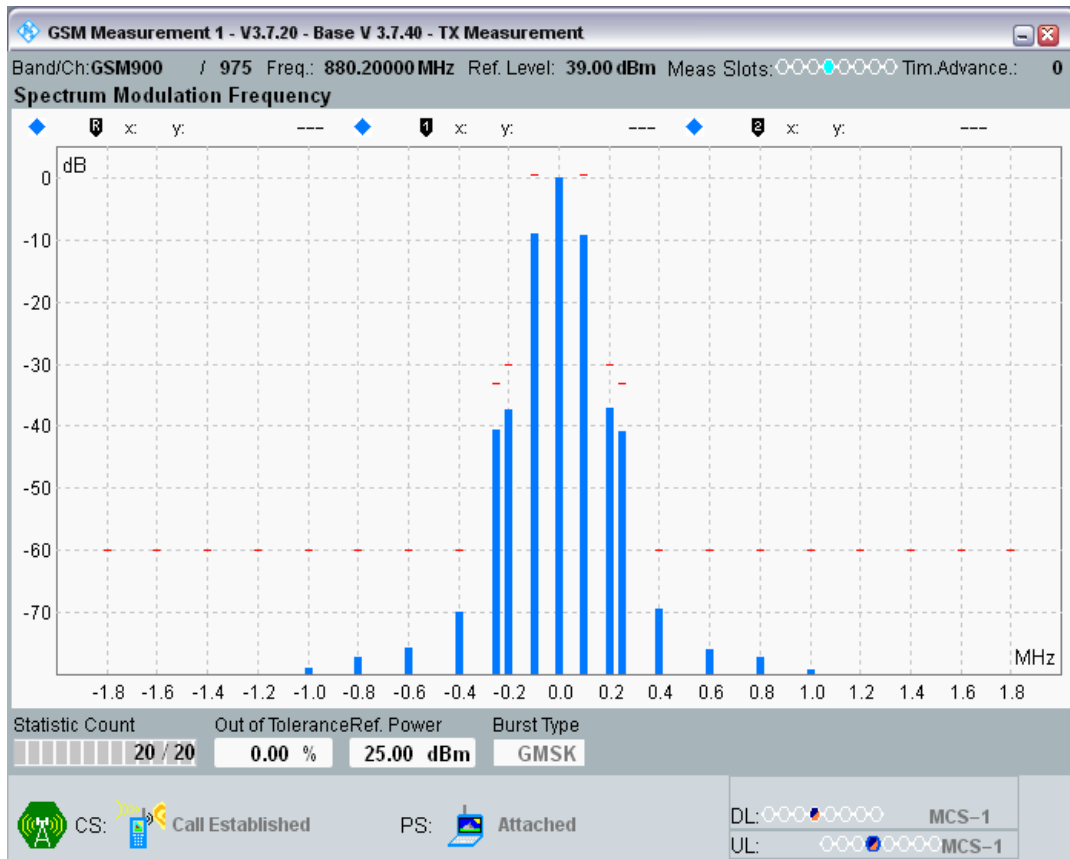 GSM Measurement 1 - V3.7.20 - Base V 3.7.40 - TX Measurement
Band/Ch:GSM900 / 975 Freq.: 880.20000 MHz Ref. Level: 39.00 dBm Meas Slots: Tim.Advance.: 0
Spectrum Modulation Frequency
R x: y: --- 1 x: y: --- 2 x: y: ---
dB
0
-10
-20
-30
-40
-50
-60
-70
MHz
-1.8 -1.6 -1.4 -1.2 -1.0 -0.8 -0.6 -0.4 -0.2 0.0 0.2 0.4 0.6 0.8 1.0 1.2 1.4 1.6 1.8
Statistic Count Out of Tolerance Ref. Power Burst Type
20 / 20 0.00 % 25.00 dBm GMSK
CS: Call Established PS: Attached
DL: MCS-1
UL: MCS-1